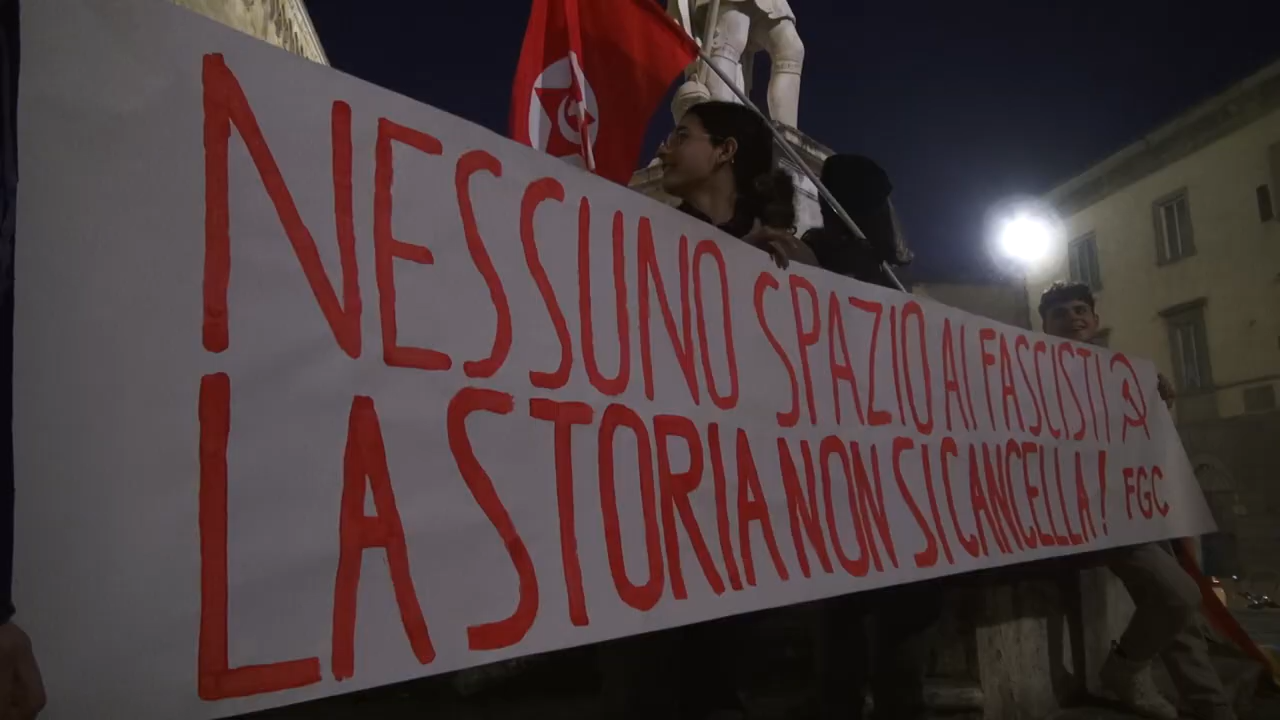 NESSUNO SPAZIO AI FASCISTI
LA STORIA NON SI CANCELLA!
FGC